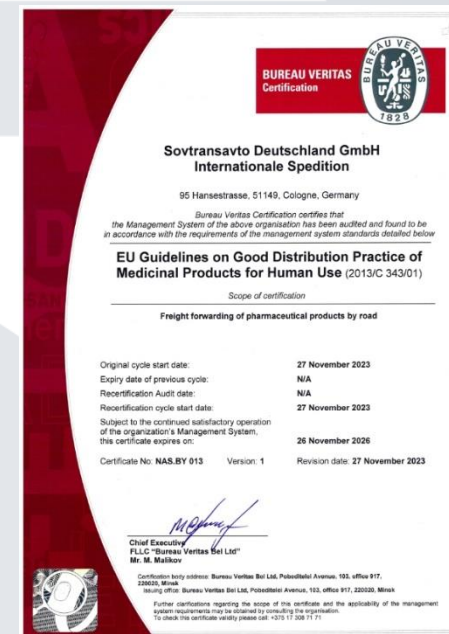 BUREAU VERITAS
Certification
BUREAU VERITAS
1828
Sovtransavto Deutschland GmbH
Internationale Spedition
95 Hansestrasse, 51149, Cologne, Germany
Bureau Veritas Certification certifies that
the Management System of the above organisation has been audited and found to be
in accordance with the requirements of the management system standards detailed below
EU Guidelines on Good Distribution Practice of
Medicinal Products for Human Use (2013/C 343/01)
Scope of certification
Freight forwarding of pharmaceutical products by road
Original cycle start date: 27 November 2023
Expiry date of previous cycle: N/A
Recertification Audit date: N/A
Recertification cycle start date: 27 November 2023
Subject to the continued satisfactory operation
of the organization's Management System,
this certificate expires on: 26 November 2026
Certificate No: NAS.BY 013 Version: 1 Revision date: 27 November 2023
Chief Executive
FLLC "Bureau Veritas Bel Ltd"
Mr. M. Malikov
Certification body address: Bureau Veritas Bel Ltd, Pobeditelei Avenue, 103, office 917,
220020, Minsk
Issuing office: Bureau Veritas Bel Ltd, Pobeditelei Avenue, 103, office 917, 220020, Minsk
Further clarifications regarding the scope of this certificate and the applicability of the management
system requirements may be obtained by consulting the organisation.
To check this certificate validity please call: +375 17 308 71 71